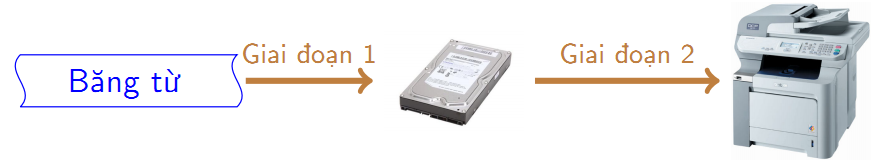 Băng từ
Giai đoạn 1
Giai đoạn 2